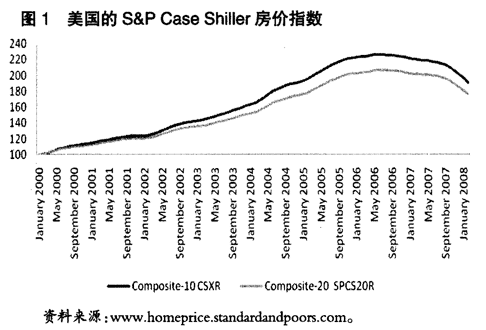 图 1 美国的 S&P Case Shiller 房价指数
240
220
200
180
160
140
120
100
January 2000
May 2000
September 2000
January 2001
May 2001
September 2001
January 2002
May 2002
September 2002
January 2003
May 2003
September 2003
January 2004
May 2004
September 2004
January 2005
May 2005
September 2005
January 2006
May 2006
September 2006
January 2007
May 2007
September 2007
January 2008
Composite-10 CSXR Composite-20 SPCS20R
资料来源:www.homeprice.standardandpoors.com。